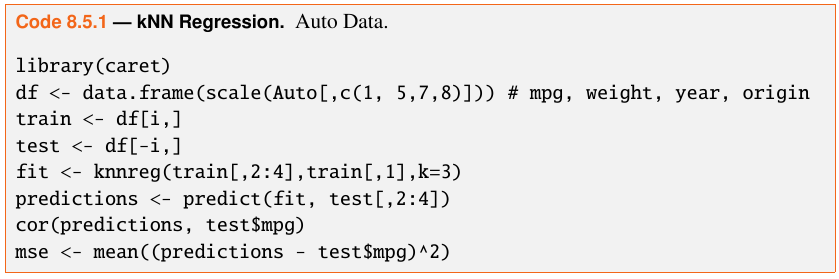 Code 8.5.1 — kNN Regression. Auto Data.
library(caret)
df <- data.frame(scale(Auto[,c(1, 5,7,8)])) # mpg, weight, year, origin
train <- df[i,]
test <- df[-i,]
fit <- knnreg(train[,2:4],train[,1],k=3)
predictions <- predict(fit, test[,2:4])
cor(predictions, test$mpg)
mse <- mean((predictions - test$mpg)^2)